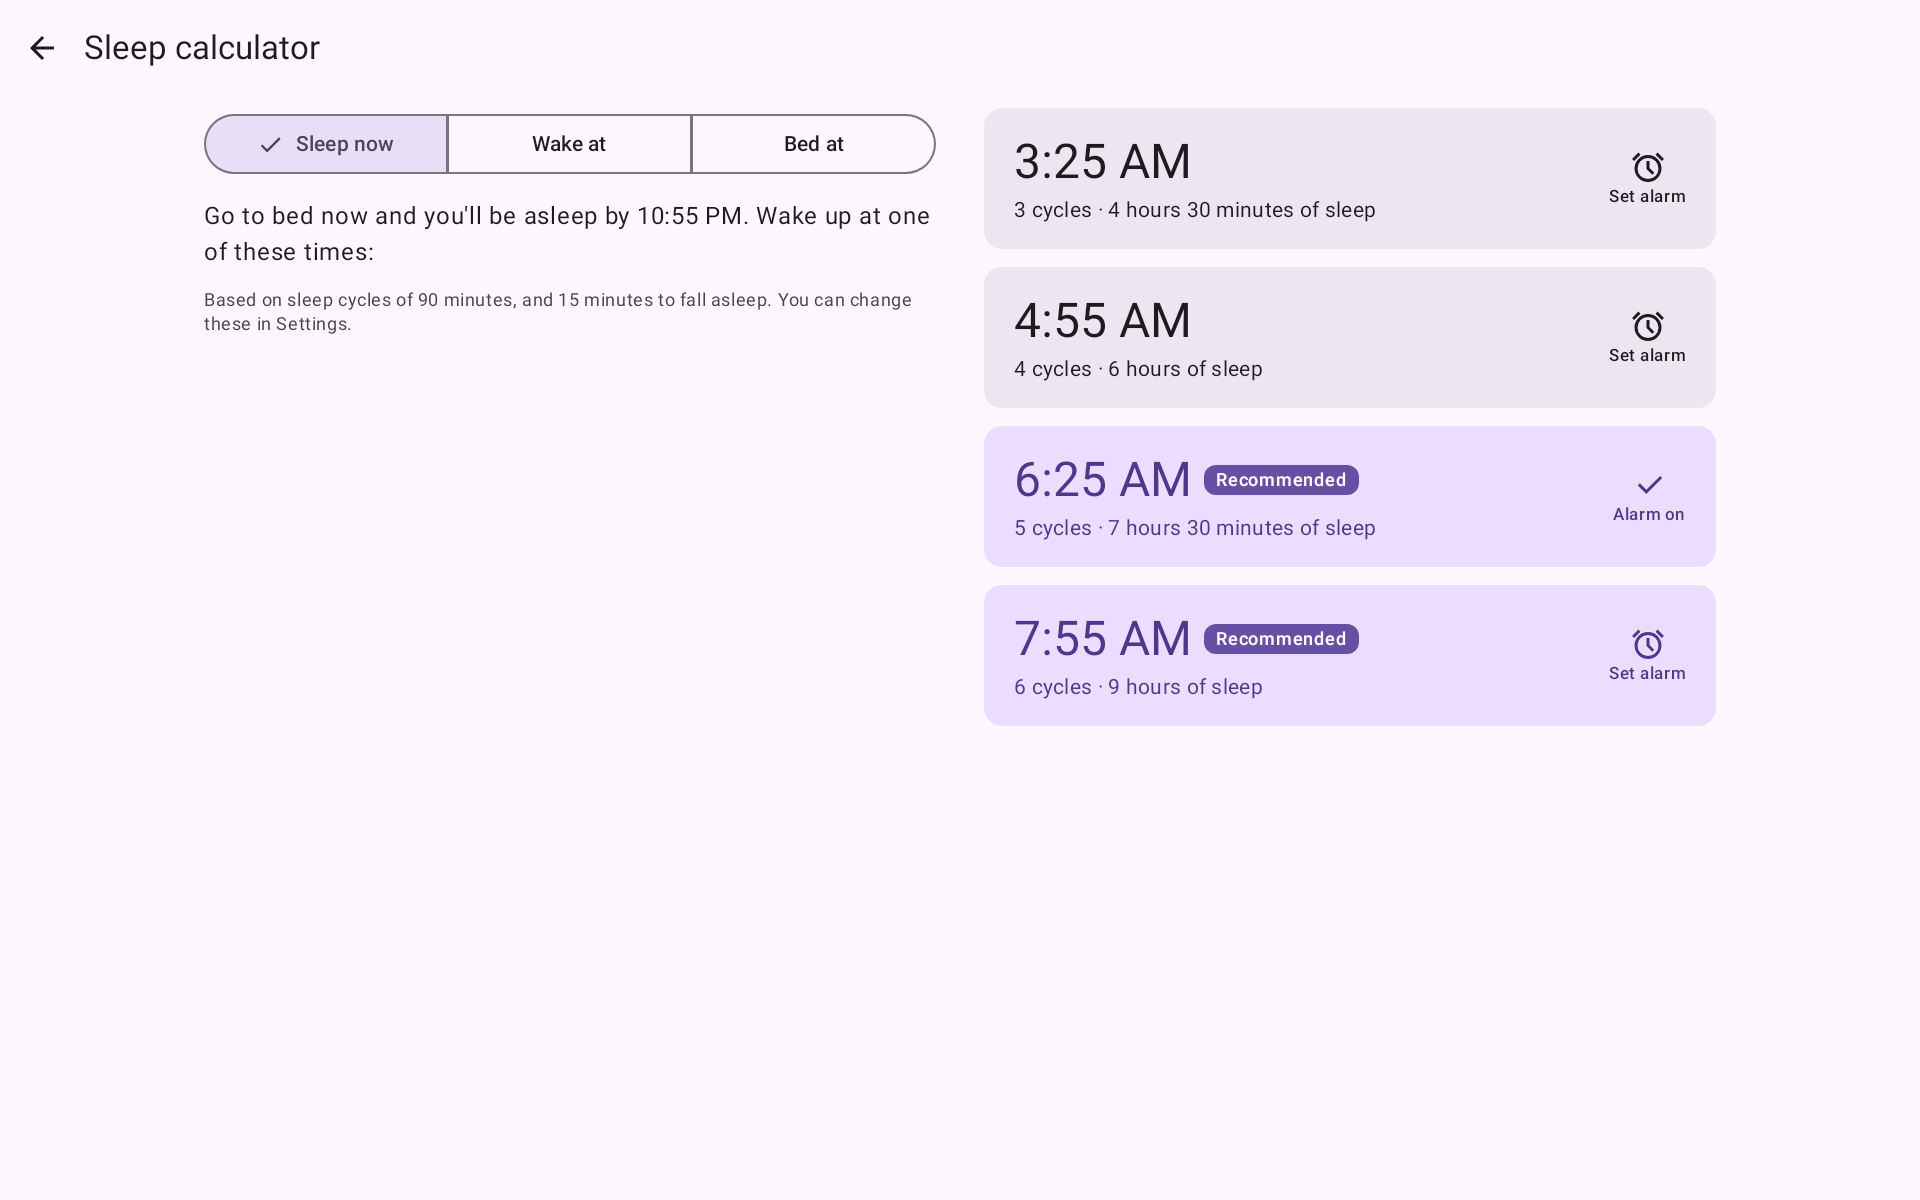 Sleep calculator
Sleep now
Wake at
Bed at
Go to bed now and you'll be asleep by 10:55 PM. Wake up at one
of these times:
Based on sleep cycles of 90 minutes, and 15 minutes to fall asleep. You can change
these in Settings.
3:25 AM
3 cycles · 4 hours 30 minutes of sleep
Set alarm
4:55 AM
4 cycles · 6 hours of sleep
Set alarm
6:25 AM Recommended
5 cycles · 7 hours 30 minutes of sleep
Alarm on
7:55 AM Recommended
6 cycles · 9 hours of sleep
Set alarm